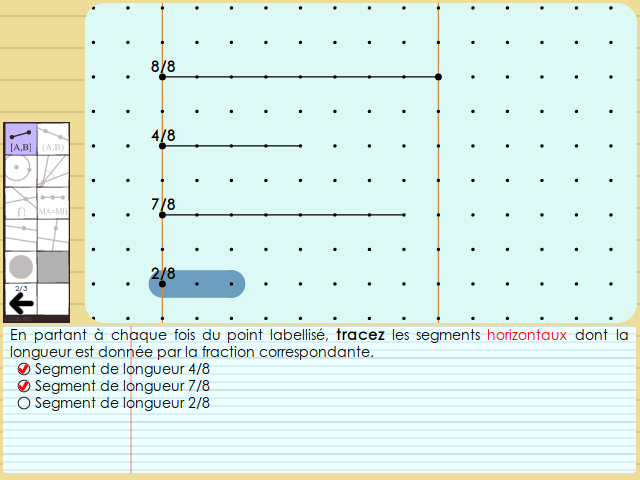 8/8
4/8
7/8
2/8
[A,B]
(A,B)
MA=MB
2/3
En partant à chaque fois du point labellisé, tracez les segments horizontaux dont la
longueur est donnée par la fraction correspondante.
Segment de longueur 4/8
Segment de longueur 7/8
Segment de longueur 2/8